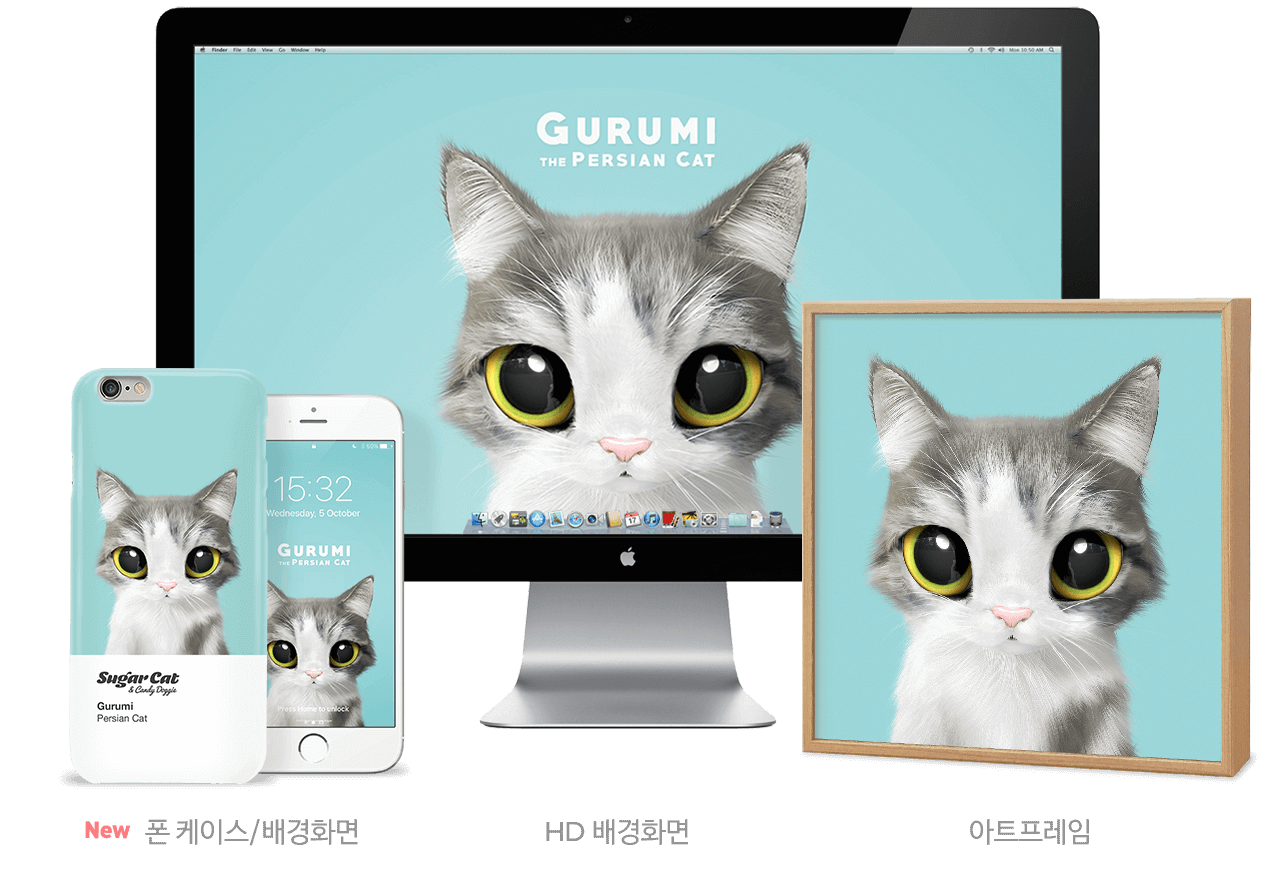 Finder File Edit View Go Window Help
Mon 10:50 AM
GURUMI
THE PERSIAN CAT
50%
15:32
Wednesday, 5 October
GURUMI
THE PERSIAN CAT
Press Home to unlock
Sugar Cat
& Candy Doggie
Gurumi
Persian Cat
17
New 폰 케이스/배경화면
HD 배경화면
아트프레임